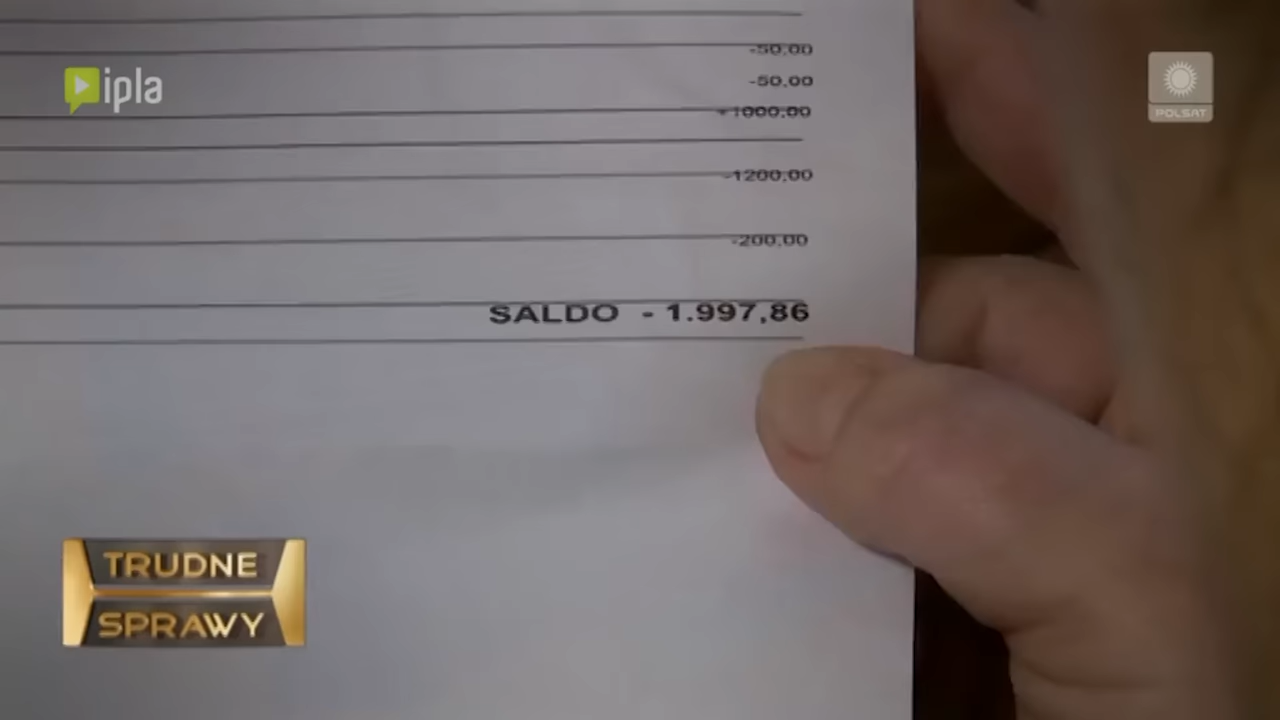 ipla
POLSAT
-50,00
-50,00
+1000,00
-1200,00
-200,00
SALDO - 1.997,86
TRUDNE
SPRAWY